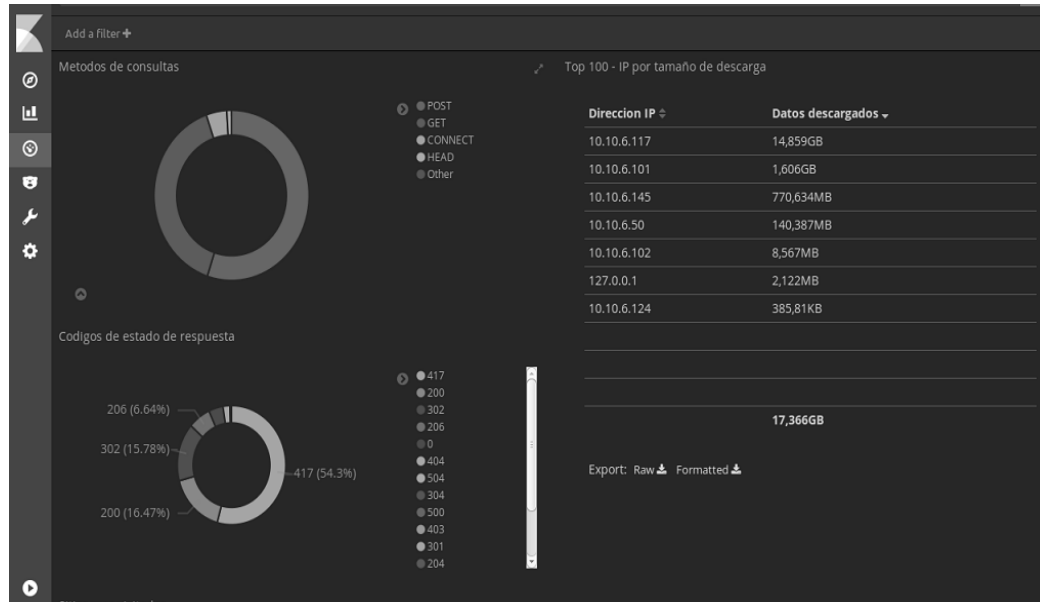 Add a filter +
Metodos de consultas
POST
GET
CONNECT
HEAD
Other
Codigos de estado de respuesta
206 (6.64%)
302 (15.78%)
200 (16.47%)
417 (54.3%)
417
200
302
206
0
404
504
304
500
403
301
204
Top 100 - IP por tamaño de descarga
Direccion IP Datos descargados
10.10.6.117 14,859GB
10.10.6.101 1,606GB
10.10.6.145 770,634MB
10.10.6.50 140,387MB
10.10.6.102 8,567MB
127.0.0.1 2,122MB
10.10.6.124 385,81KB
17,366GB
Export: Raw Formatted